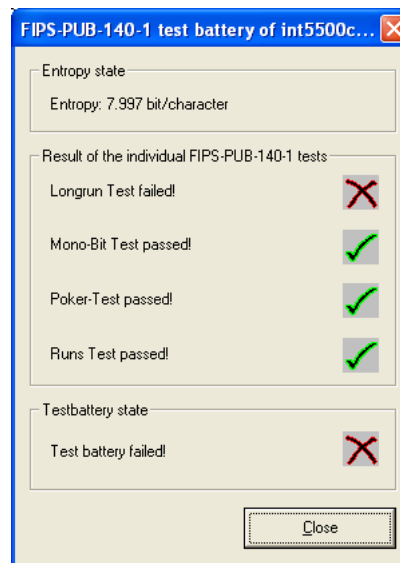 FIPS-PUB-140-1 test battery of int5500c...
Entropy state
Entropy: 7.997 bit/character
Result of the individual FIPS-PUB-140-1 tests
Longrun Test failed!
Mono-Bit Test passed!
Poker-Test passed!
Runs Test passed!
Testbattery state
Test battery failed!
Close